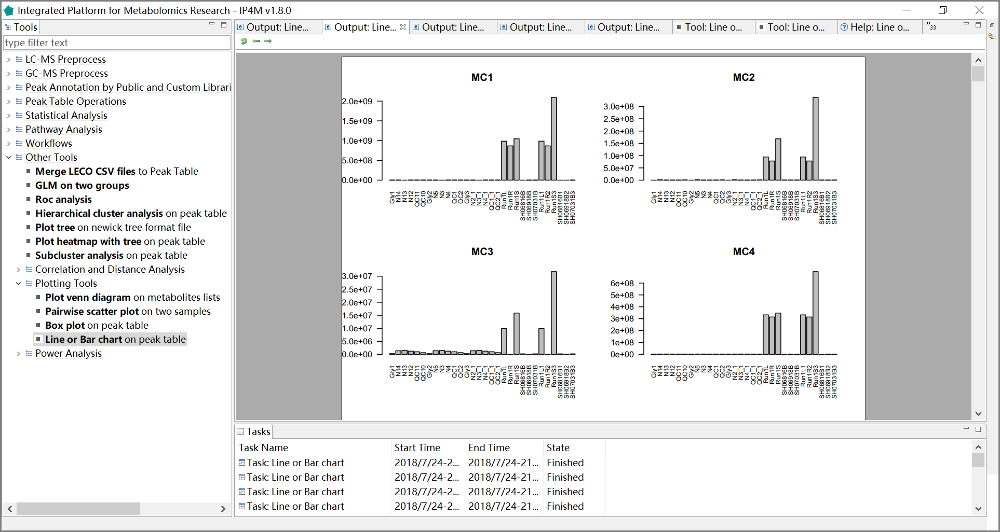 Integrated Platform for Metabolomics Research - IP4M v1.8.0
Tools
type filter text
LC-MS Preprocess
GC-MS Preprocess
Peak Annotation by Public and Custom Librari
Peak Table Operations
Statistical Analysis
Pathway Analysis
Workflows
Other Tools
Merge LECO CSV files to Peak Table
GLM on two groups
Roc analysis
Hierarchical cluster analysis on peak table
Plot tree on newick tree format file
Plot heatmap with tree on peak table
Subcluster analysis on peak table
Correlation and Distance Analysis
Plotting Tools
Plot venn diagram on metabolites lists
Pairwise scatter plot on two samples
Box plot on peak table
Line or Bar chart on peak table
Power Analysis
Output: Line... Output: Line... Output: Line... Output: Line... Output: Line... Tool: Line o... Tool: Line o... Help: Line o... »33
MC1
2.0e+09
1.5e+09
1.0e+09
5.0e+08
0.0e+00
Gly1 N14 N13 N12 QC11 QC10 Gly2 N5 N3 N4 QC1 QC2 Gly3 N2_1 N3_1 N4_1 QC1_1 QC2_1 Run1L Run1R Run1S SH06816B SH06918B SH07031B Run1L1 Run1R2 Run1S3 SH06816B1 SH06918B2 SH07031B3
MC2
3.0e+08
2.5e+08
2.0e+08
1.5e+08
1.0e+08
5.0e+07
0.0e+00
Gly1 N14 N13 N12 QC11 QC10 Gly2 N5 N3 N4 QC1 QC2 Gly3 N2_1 N3_1 N4_1 QC1_1 QC2_1 Run1L Run1R Run1S SH06816B SH06918B SH07031B Run1L1 Run1R2 Run1S3 SH06816B1 SH06918B2 SH07031B3
MC3
3.0e+07
2.5e+07
2.0e+07
1.5e+07
1.0e+07
5.0e+06
0.0e+00
Gly1 N14 N13 N12 QC11 QC10 Gly2 N5 N3 N4 QC1 QC2 Gly3 N2_1 N3_1 N4_1 QC1_1 QC2_1 Run1L Run1R Run1S SH06816B SH06918B SH07031B Run1L1 Run1R2 Run1S3 SH06816B1 SH06918B2 SH07031B3
MC4
6e+08
5e+08
4e+08
3e+08
2e+08
1e+08
0e+00
Gly1 N14 N13 N12 QC11 QC10 Gly2 N5 N3 N4 QC1 QC2 Gly3 N2_1 N3_1 N4_1 QC1_1 QC2_1 Run1L Run1R Run1S SH06816B SH06918B SH07031B Run1L1 Run1R2 Run1S3 SH06816B1 SH06918B2 SH07031B3
Tasks
Task Name Start Time End Time State
Task: Line or Bar chart 2018/7/24-2... 2018/7/24-21... Finished
Task: Line or Bar chart 2018/7/24-2... 2018/7/24-21... Finished
Task: Line or Bar chart 2018/7/24-2... 2018/7/24-21... Finished
Task: Line or Bar chart 2018/7/24-2... 2018/7/24-21... Finished